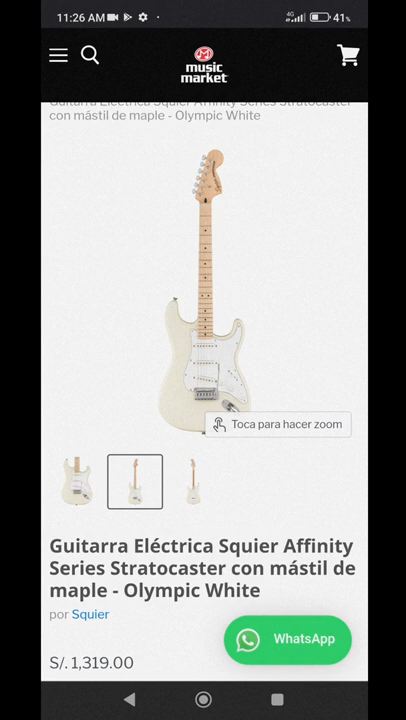 11:26 AM
4G
41%
music
market
Guitarra Eléctrica Squier Affinity Series Stratocaster
con mástil de maple - Olympic White
Toca para hacer zoom
Guitarra Eléctrica Squier Affinity
Series Stratocaster con mástil de
maple - Olympic White
por Squier
WhatsApp
S/. 1,319.00